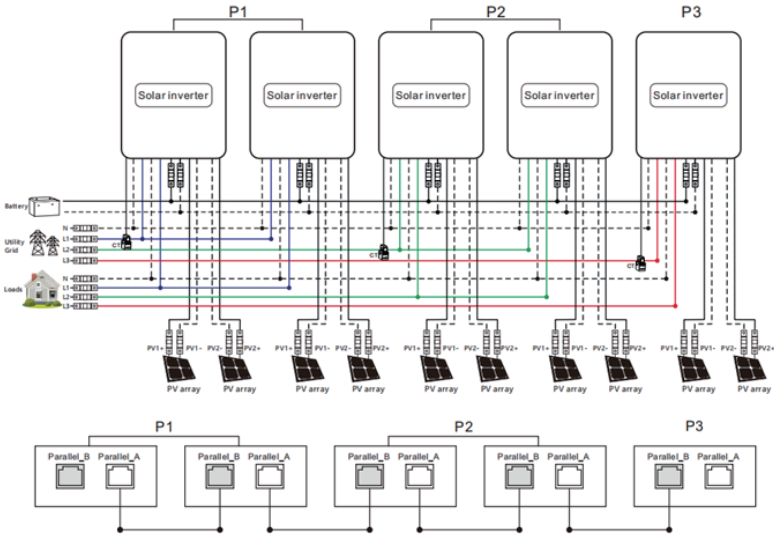 P1 P2 P3
Solar inverter Solar inverter Solar inverter Solar inverter Solar inverter
Battery
N
Utility
Grid
L1
L2
L3
CT
CT
CT
N
Loads
L1
L2
L3
PV1+ PV1- PV2- PV2+ PV1+ PV1- PV2- PV2+ PV1+ PV1- PV2- PV2+ PV1+ PV1- PV2- PV2+ PV1+ PV1- PV2- PV2+
PV array PV array PV array PV array PV array PV array PV array PV array PV array PV array
P1 P2 P3
Parallel_B Parallel_A Parallel_B Parallel_A Parallel_B Parallel_A Parallel_B Parallel_A Parallel_B Parallel_A